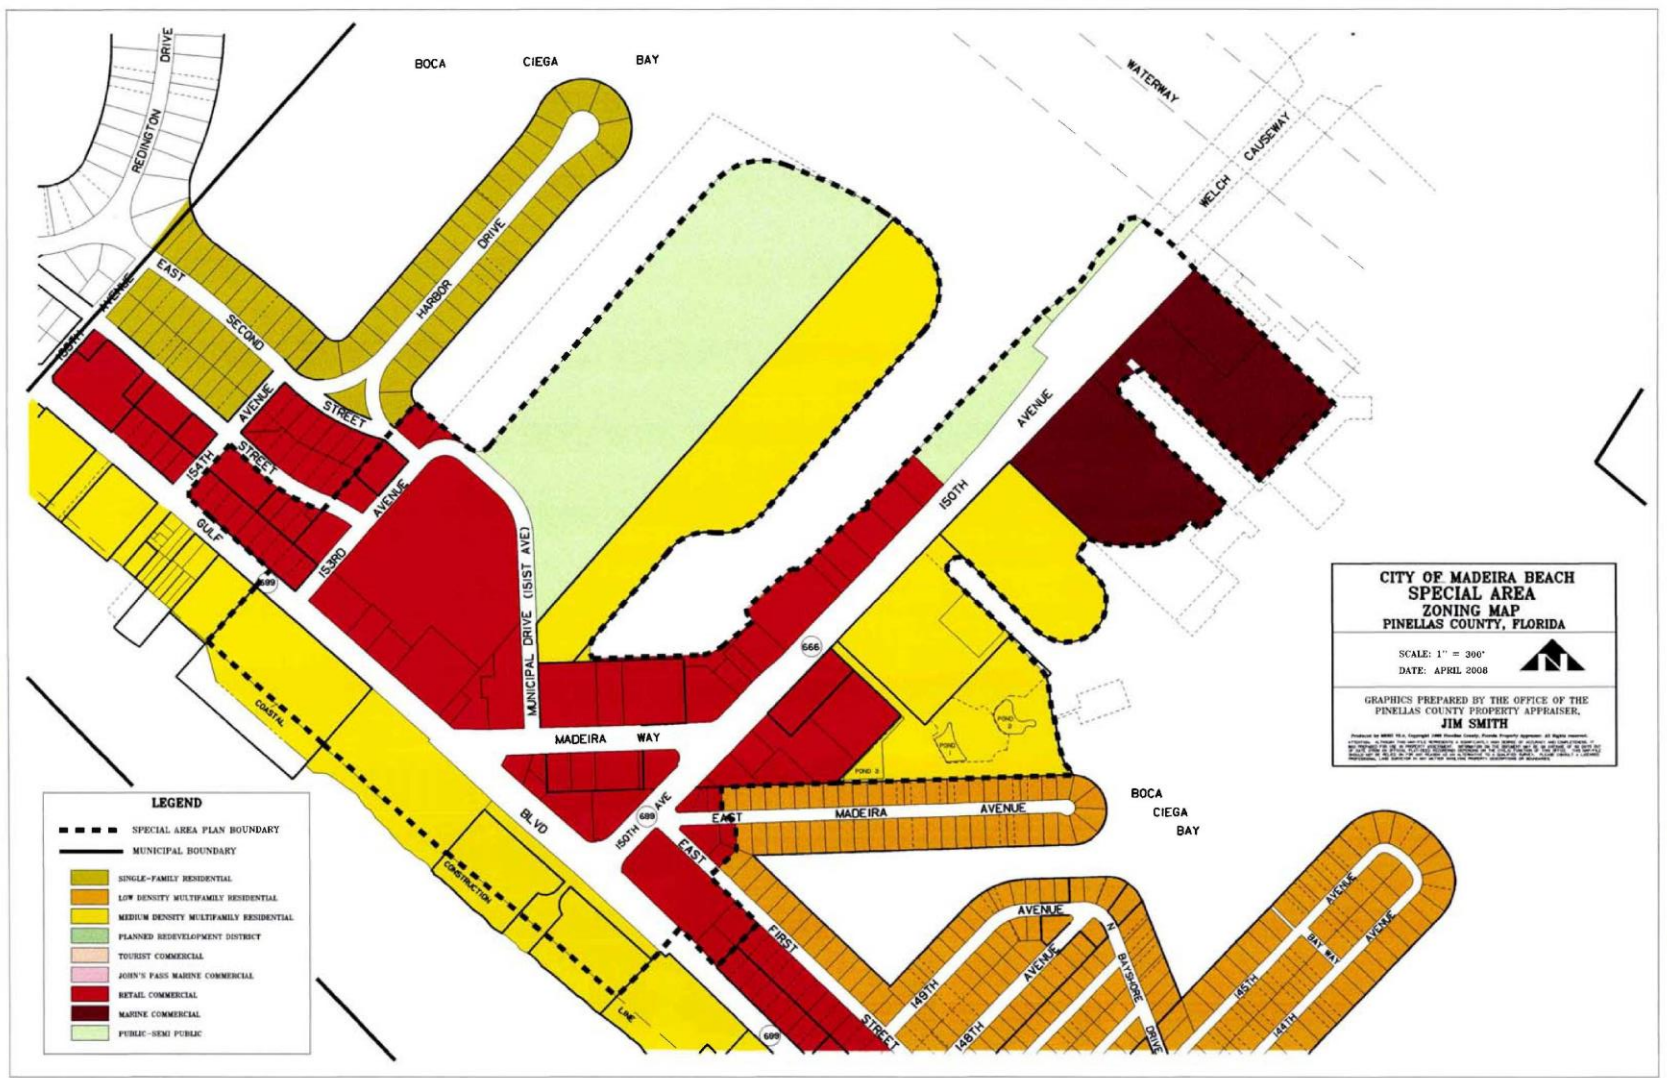 BOCA CIEGA BAY
REDINGTON DRIVE
WATERWAY
WELCH CAUSEWAY
HARBOR DRIVE
EAST SECOND STREET
AVENUE
155TH
154TH AVENUE
STREET
153RD AVENUE
GULF
699
MUNICIPAL DRIVE (151ST AVE)
150TH AVENUE
666
MADEIRA WAY
COASTAL
CONSTRUCTION
LINE
BLVD
150TH AVE
699
POND 2
POND 1
POND 3
EAST MADEIRA AVENUE
BOCA
CIEGA
BAY
EAST FIRST STREET
699
149TH AVENUE
148TH AVENUE
N BAYSHORE DRIVE
145TH AVENUE
BAY WAY
144TH AVENUE
CITY OF MADEIRA BEACH
SPECIAL AREA
ZONING MAP
PINELLAS COUNTY, FLORIDA
SCALE: 1" = 300'
DATE: APRIL 2008
N
GRAPHICS PREPARED BY THE OFFICE OF THE
PINELLAS COUNTY PROPERTY APPRAISER,
JIM SMITH
LEGEND
SPECIAL AREA PLAN BOUNDARY
MUNICIPAL BOUNDARY
SINGLE-FAMILY RESIDENTIAL
LOW DENSITY MULTIFAMILY RESIDENTIAL
MEDIUM DENSITY MULTIFAMILY RESIDENTIAL
PLANNED REDEVELOPMENT DISTRICT
TOURIST COMMERCIAL
JOHN'S PASS MARINE COMMERCIAL
RETAIL COMMERCIAL
MARINE COMMERCIAL
PUBLIC-SEMI PUBLIC